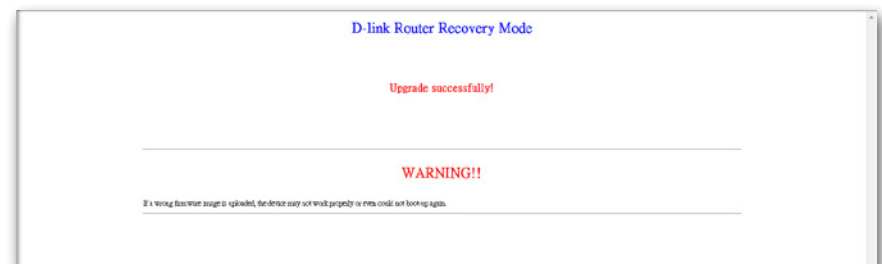 D-link Router Recovery Mode
Upgrade successfully!
WARNING!!
If a wrong firmware image is uploaded, the device may not work properly or even could not boot-up again.